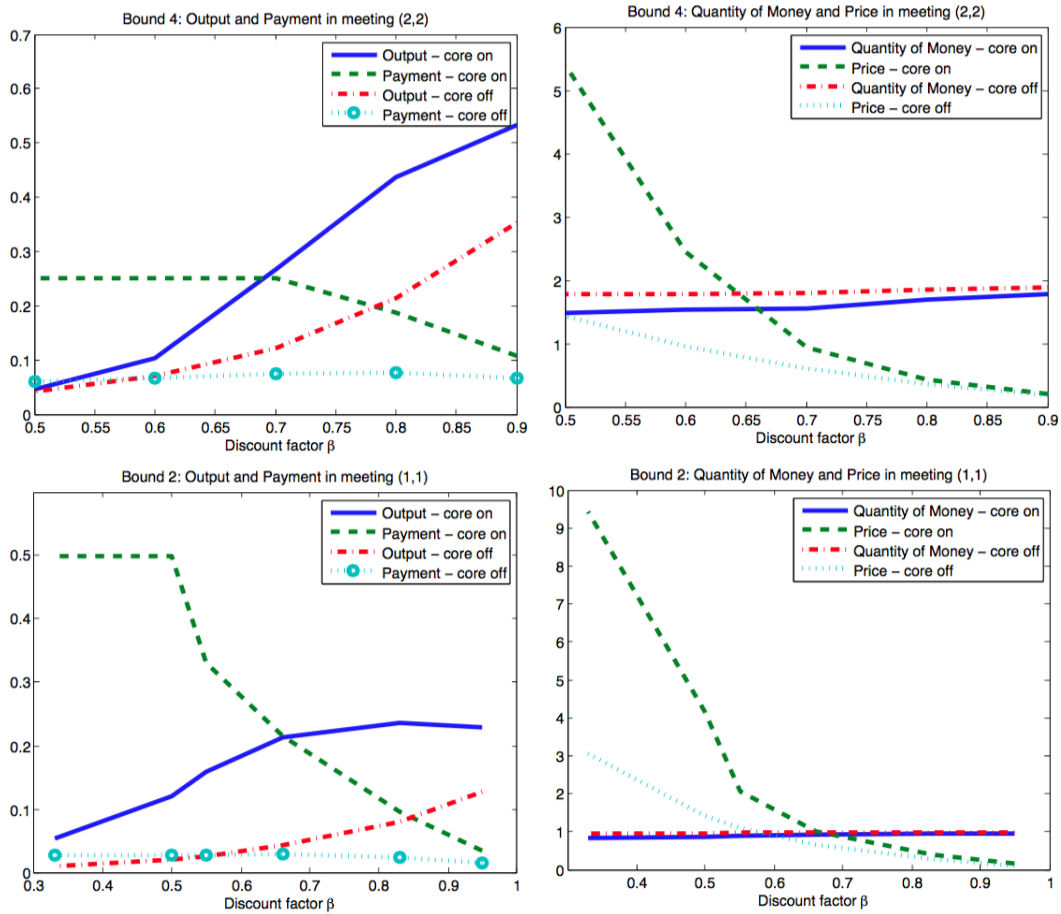 Bound 4: Output and Payment in meeting (2,2)
0.7
0.6
0.5
0.4
0.3
0.2
0.1
0
Output – core on
Payment – core on
Output – core off
Payment – core off
0.5 0.55 0.6 0.65 0.7 0.75 0.8 0.85 0.9
Discount factor β
Bound 4: Quantity of Money and Price in meeting (2,2)
6
5
4
3
2
1
0
Quantity of Money – core on
Price – core on
Quantity of Money – core off
Price – core off
0.5 0.55 0.6 0.65 0.7 0.75 0.8 0.85 0.9
Discount factor β
Bound 2: Output and Payment in meeting (1,1)
0.5
0.4
0.3
0.2
0.1
0
Output – core on
Payment – core on
Output – core off
Payment – core off
0.3 0.4 0.5 0.6 0.7 0.8 0.9 1
Discount factor β
Bound 2: Quantity of Money and Price in meeting (1,1)
10
9
8
7
6
5
4
3
2
1
0
Quantity of Money – core on
Price – core on
Quantity of Money – core off
Price – core off
0.4 0.5 0.6 0.7 0.8 0.9 1
Discount factor β